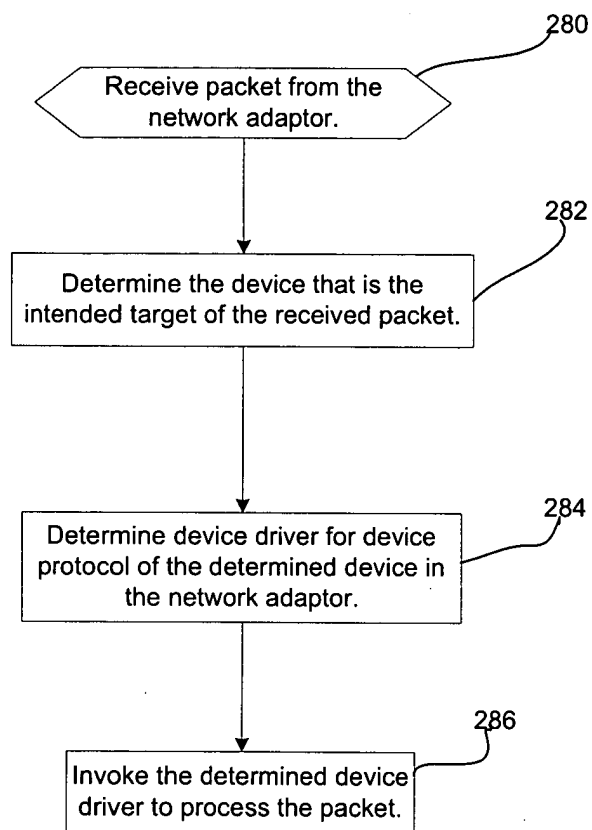 280
Receive packet from the
network adaptor.
282
Determine the device that is the
intended target of the received packet.
284
Determine device driver for device
protocol of the determined device in
the network adaptor.
286
Invoke the determined device
driver to process the packet.